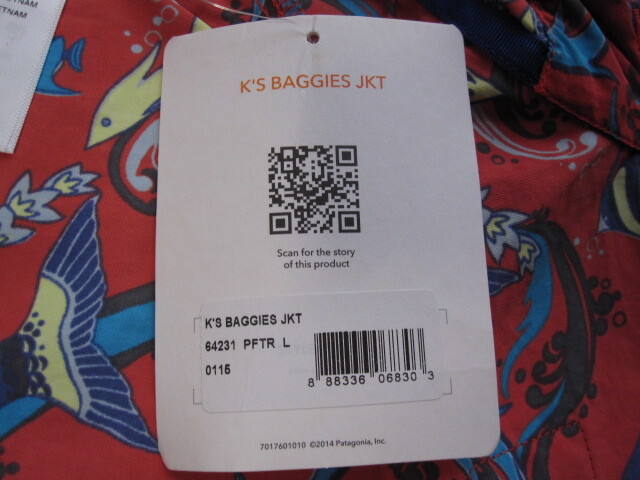 VIETNAM
K'S BAGGIES JKT
Scan for the story
of this product
K'S BAGGIES JKT
64231 PFTR L
0115
8 88336 06830 3
7017601010 ©2014 Patagonia, Inc.